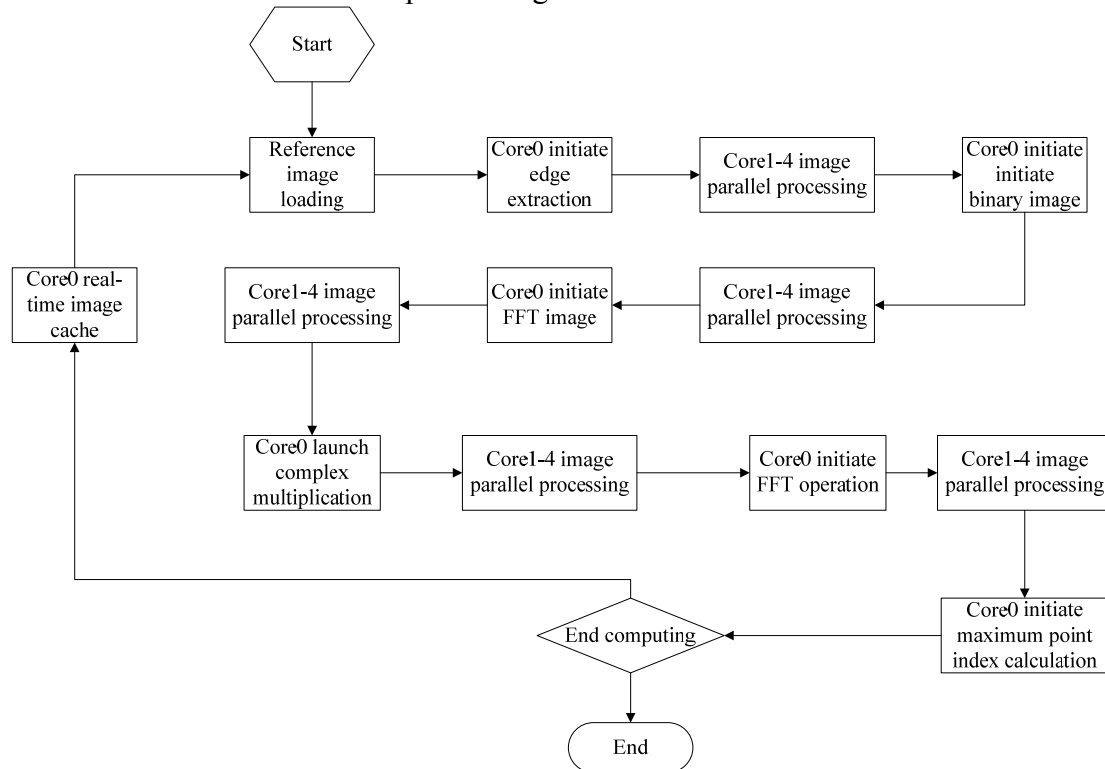 Start
Reference
image
loading
Core0 initiate
edge
extraction
Core1-4 image
parallel processing
Core0 initiate
initiate
binary image
Core0 real-
time image
cache
Core1-4 image
parallel processing
Core0 initiate
FFT image
Core1-4 image
parallel processing
Core0 launch
complex
multiplication
Core1-4 image
parallel processing
Core0 initiate
FFT operation
Core1-4 image
parallel processing
End computing
Core0 initiate
maximum point
index calculation
End